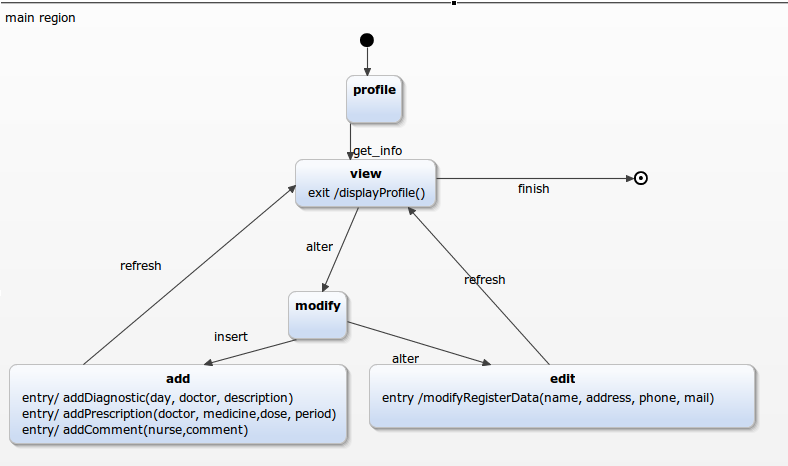 main region
profile
get_info
view
exit /displayProfile()
finish
alter
refresh
refresh
modify
insert
alter
add
entry/ addDiagnostic(day, doctor, description)
entry/ addPrescription(doctor, medicine,dose, period)
entry/ addComment(nurse,comment)
edit
entry /modifyRegisterData(name, address, phone, mail)